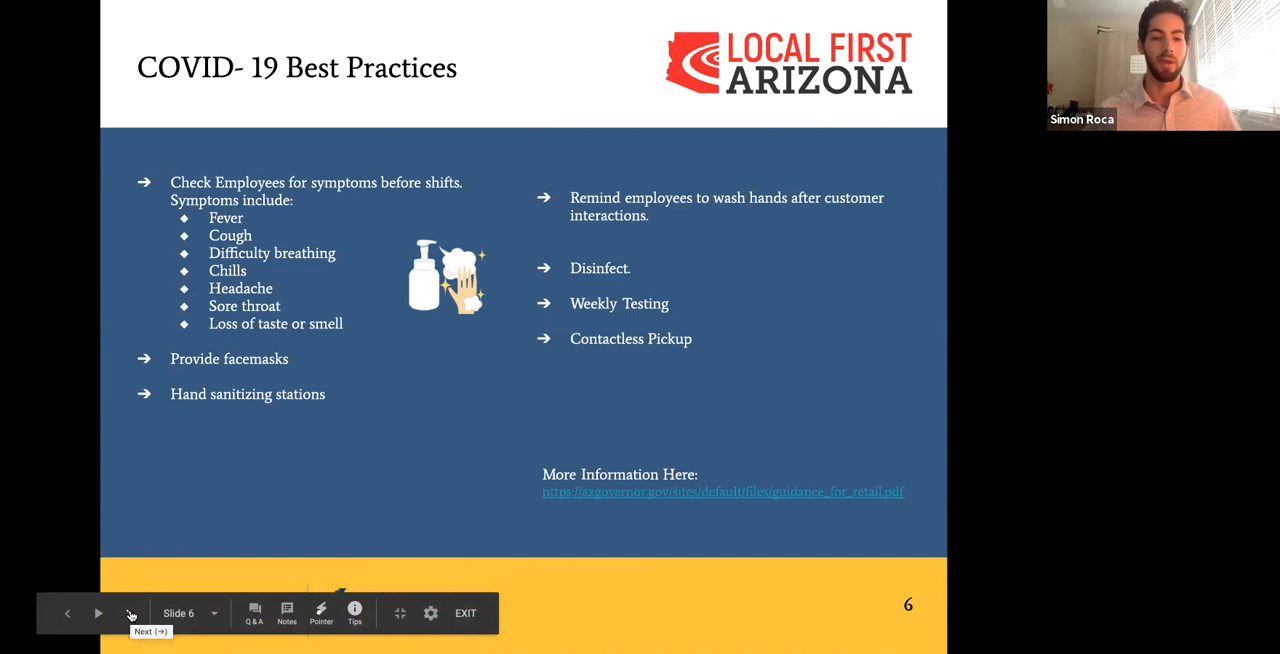 COVID- 19 Best Practices
LOCAL FIRST
ARIZONA
Simon Roca
➔ Check Employees for symptoms before shifts.
Symptoms include:
◆ Fever
◆ Cough
◆ Difficulty breathing
◆ Chills
◆ Headache
◆ Sore throat
◆ Loss of taste or smell
➔ Provide facemasks
➔ Hand sanitizing stations
➔ Remind employees to wash hands after customer
interactions.
➔ Disinfect.
➔ Weekly Testing
➔ Contactless Pickup
More Information Here:
https://azgovernor.gov/sites/default/files/guidance_for_retail.pdf
6
Slide 6
Q & A
Notes
Pointer
Tips
EXIT
Next (→)